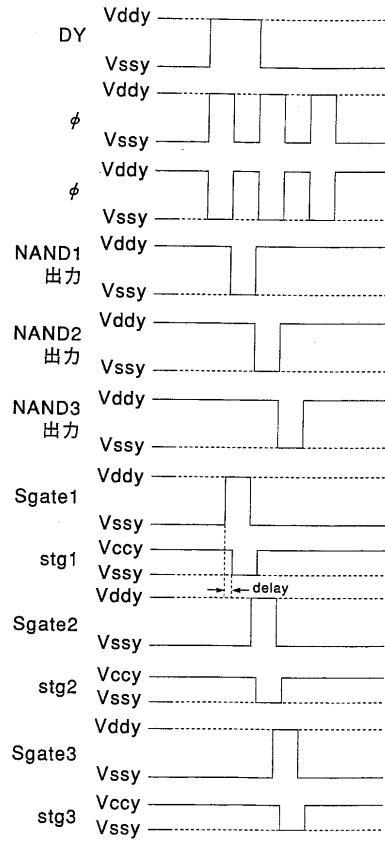 Vddy
DY
Vssy
Vddy
ϕ
Vssy
Vddy
ϕ
Vssy
Vddy
NAND1
出力
Vssy
Vddy
NAND2
出力
Vssy
Vddy
NAND3
出力
Vssy
Vddy
Sgate1
Vssy
Vccy
stg1
Vssy
delay
Vddy
Sgate2
Vssy
Vccy
stg2
Vssy
Vddy
Sgate3
Vssy
Vccy
stg3
Vssy